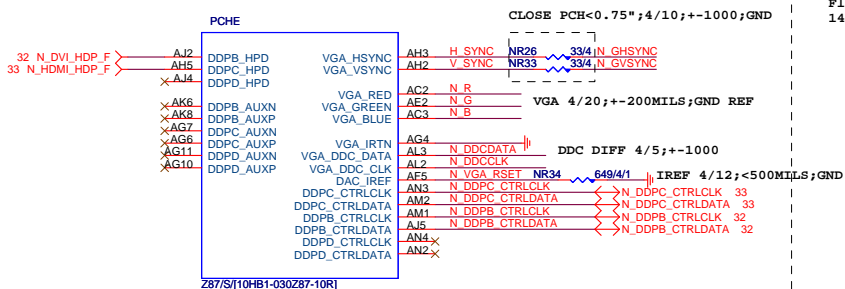 CLOSE PCH<0.75";4/10;+-1000;GND
F1
14
PCHE
32 N_DVI_HDP_F AJ2 DDPB_HPD
33 N_HDMI_HDP_F AH5 DDPC_HPD
AJ4 DDPD_HPD
AK6 DDPB_AUXN
AK8 DDPB_AUXP
AG7 DDPC_AUXN
AG6 DDPC_AUXP
AG11 DDPD_AUXN
AG10 DDPD_AUXP
VGA_HSYNC AH3 H_SYNC NR26 33/4 N_GHSYNC
VGA_VSYNC AH2 V_SYNC NR33 33/4 N_GVSYNC
VGA_RED AC2 N_R
VGA_GREEN AE2 N_G
VGA_BLUE AC3 N_B
VGA 4/20;+-200MILS;GND REF
VGA_IRTN AG4
VGA_DDC_DATA AL3 N_DDCDATA
VGA_DDC_CLK AL2 N_DDCCLK
DDC DIFF 4/5;+-1000
DAC_IREF AF5 N_VGA_RSET NR34 649/4/1 IREF 4/12;<500MILS;GND
DDPC_CTRLCLK AN3 N_DDPC_CTRLCLK N_DDPC_CTRLCLK 33
DDPC_CTRLDATA AM2 N_DDPC_CTRLDATA N_DDPC_CTRLDATA 33
DDPB_CTRLCLK AM1 N_DDPB_CTRLCLK N_DDPB_CTRLCLK 32
DDPB_CTRLDATA AJ5 N_DDPB_CTRLDATA N_DDPB_CTRLDATA 32
DDPD_CTRLCLK AN4
DDPD_CTRLDATA AN2
Z87/S/[10HB1-030Z87-10R]